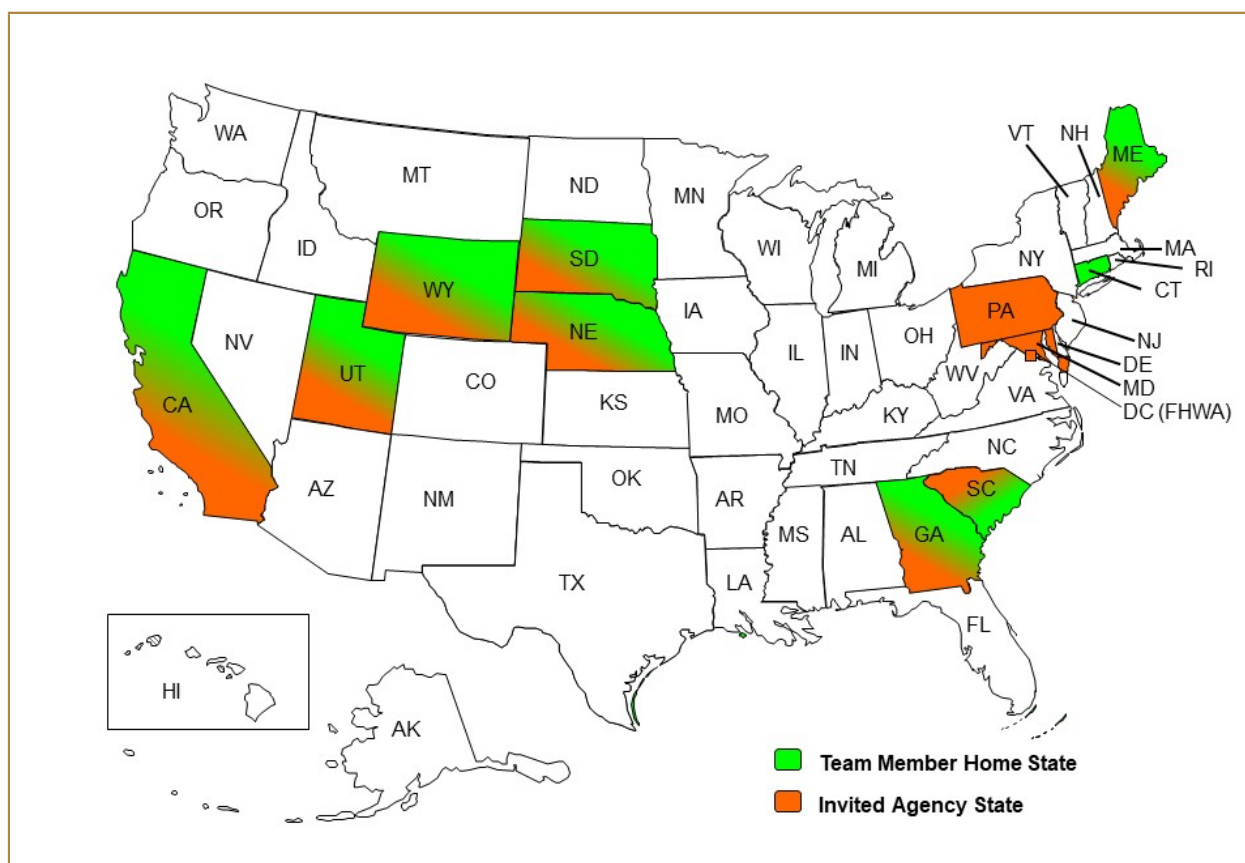 WA
MT
ND
MN
VT
NH
ME
OR
ID
SD
WI
MI
NY
MA
RI
WY
CT
IA
NE
PA
NV
UT
IL
IN
OH
NJ
CO
WV
DE
CA
KS
MO
KY
VA
MD
DC (FHWA)
NC
TN
AZ
NM
OK
AR
SC
MS
AL
GA
TX
LA
FL
HI
AK
Team Member Home State
Invited Agency State